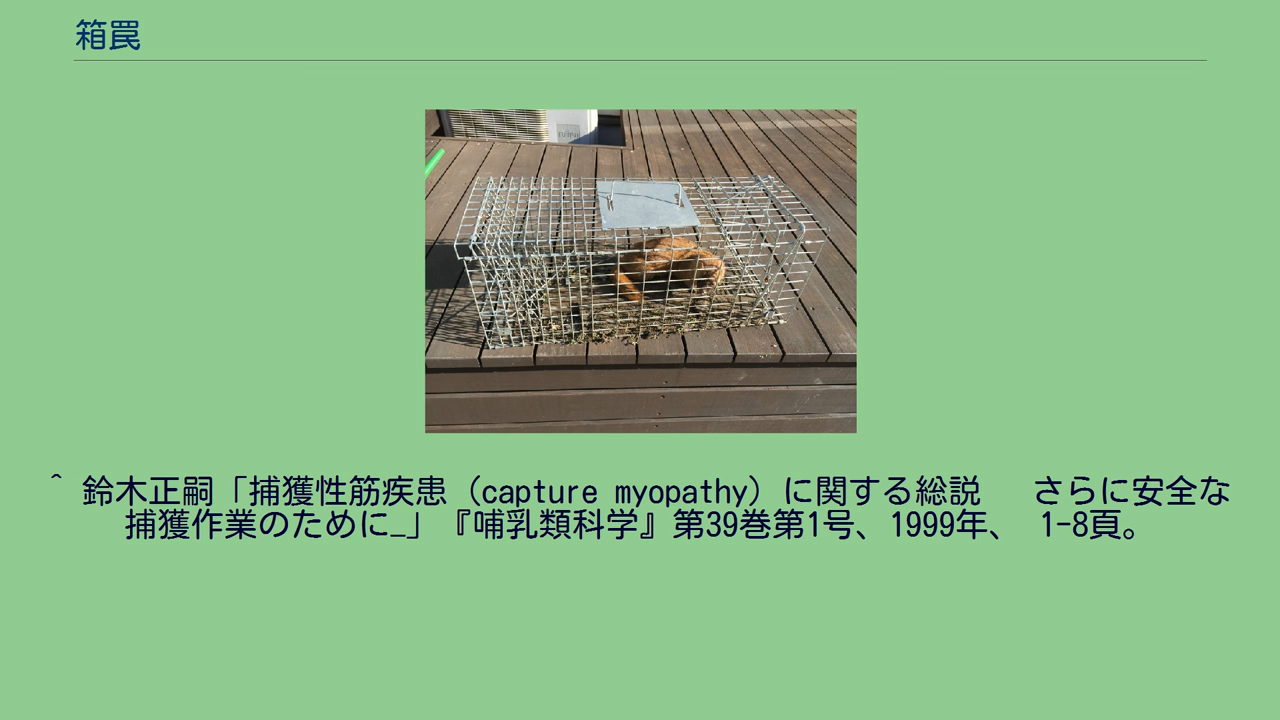 箱罠
^ 鈴木正嗣「捕獲性筋疾患（capture myopathy）に関する総説　 さらに安全な
捕獲作業のために_」『哺乳類科学』第39巻第1号、1999年、 1-8頁。